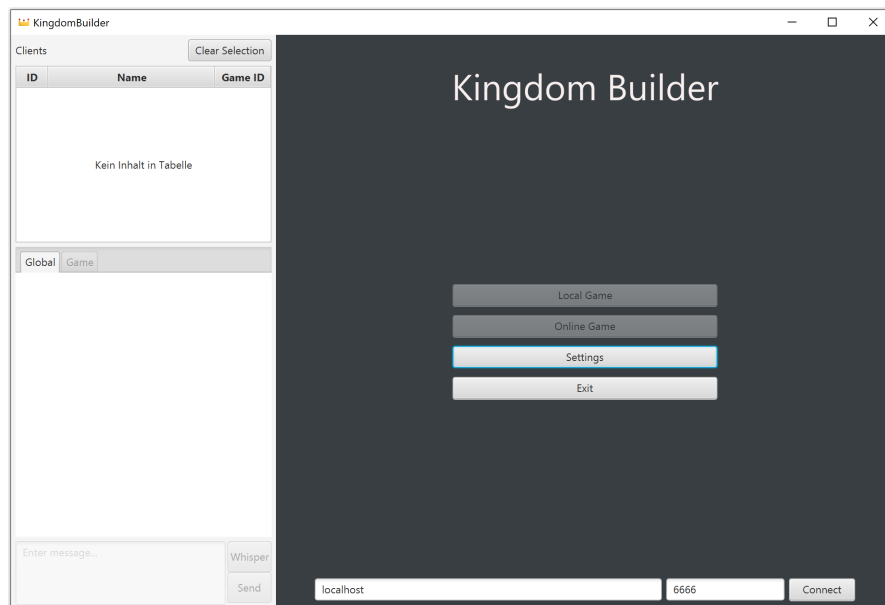 KingdomBuilder
Clients
Clear Selection
ID Name Game ID
Kein Inhalt in Tabelle
Global Game
Enter message...
Whisper
Send
Kingdom Builder
Local Game
Online Game
Settings
Exit
localhost 6666 Connect